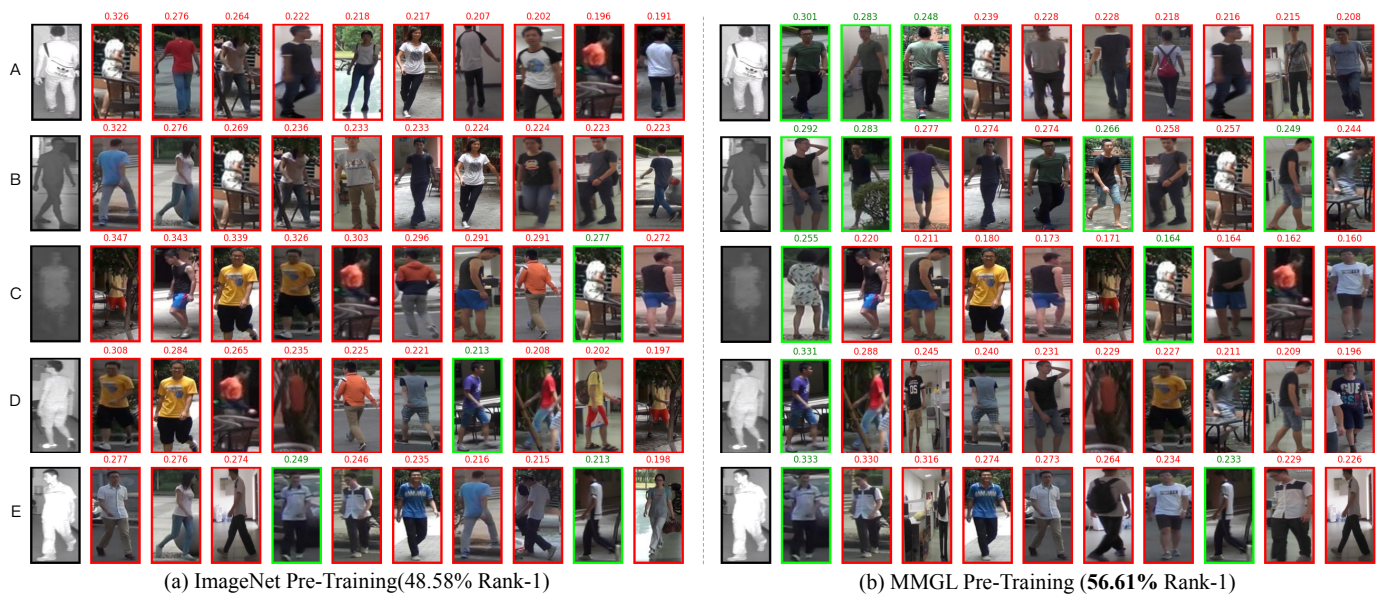 0.326 0.276 0.264 0.222 0.218 0.217 0.207 0.202 0.196 0.191
A
0.322 0.276 0.269 0.236 0.233 0.233 0.224 0.224 0.223 0.223
B
0.347 0.343 0.339 0.326 0.303 0.296 0.291 0.291 0.277 0.272
C
0.308 0.284 0.265 0.235 0.225 0.221 0.213 0.208 0.202 0.197
D
0.277 0.276 0.274 0.249 0.246 0.235 0.216 0.215 0.213 0.198
E
(a) ImageNet Pre-Training(48.58% Rank-1)
0.301 0.283 0.248 0.239 0.228 0.228 0.218 0.216 0.215 0.208
A
0.292 0.283 0.277 0.274 0.274 0.266 0.258 0.257 0.249 0.244
B
0.255 0.220 0.211 0.180 0.173 0.171 0.164 0.164 0.162 0.160
C
0.331 0.288 0.245 0.240 0.231 0.229 0.227 0.211 0.209 0.196
D
0.333 0.330 0.316 0.274 0.273 0.264 0.234 0.233 0.229 0.226
E
(b) MMGL Pre-Training (56.61% Rank-1)